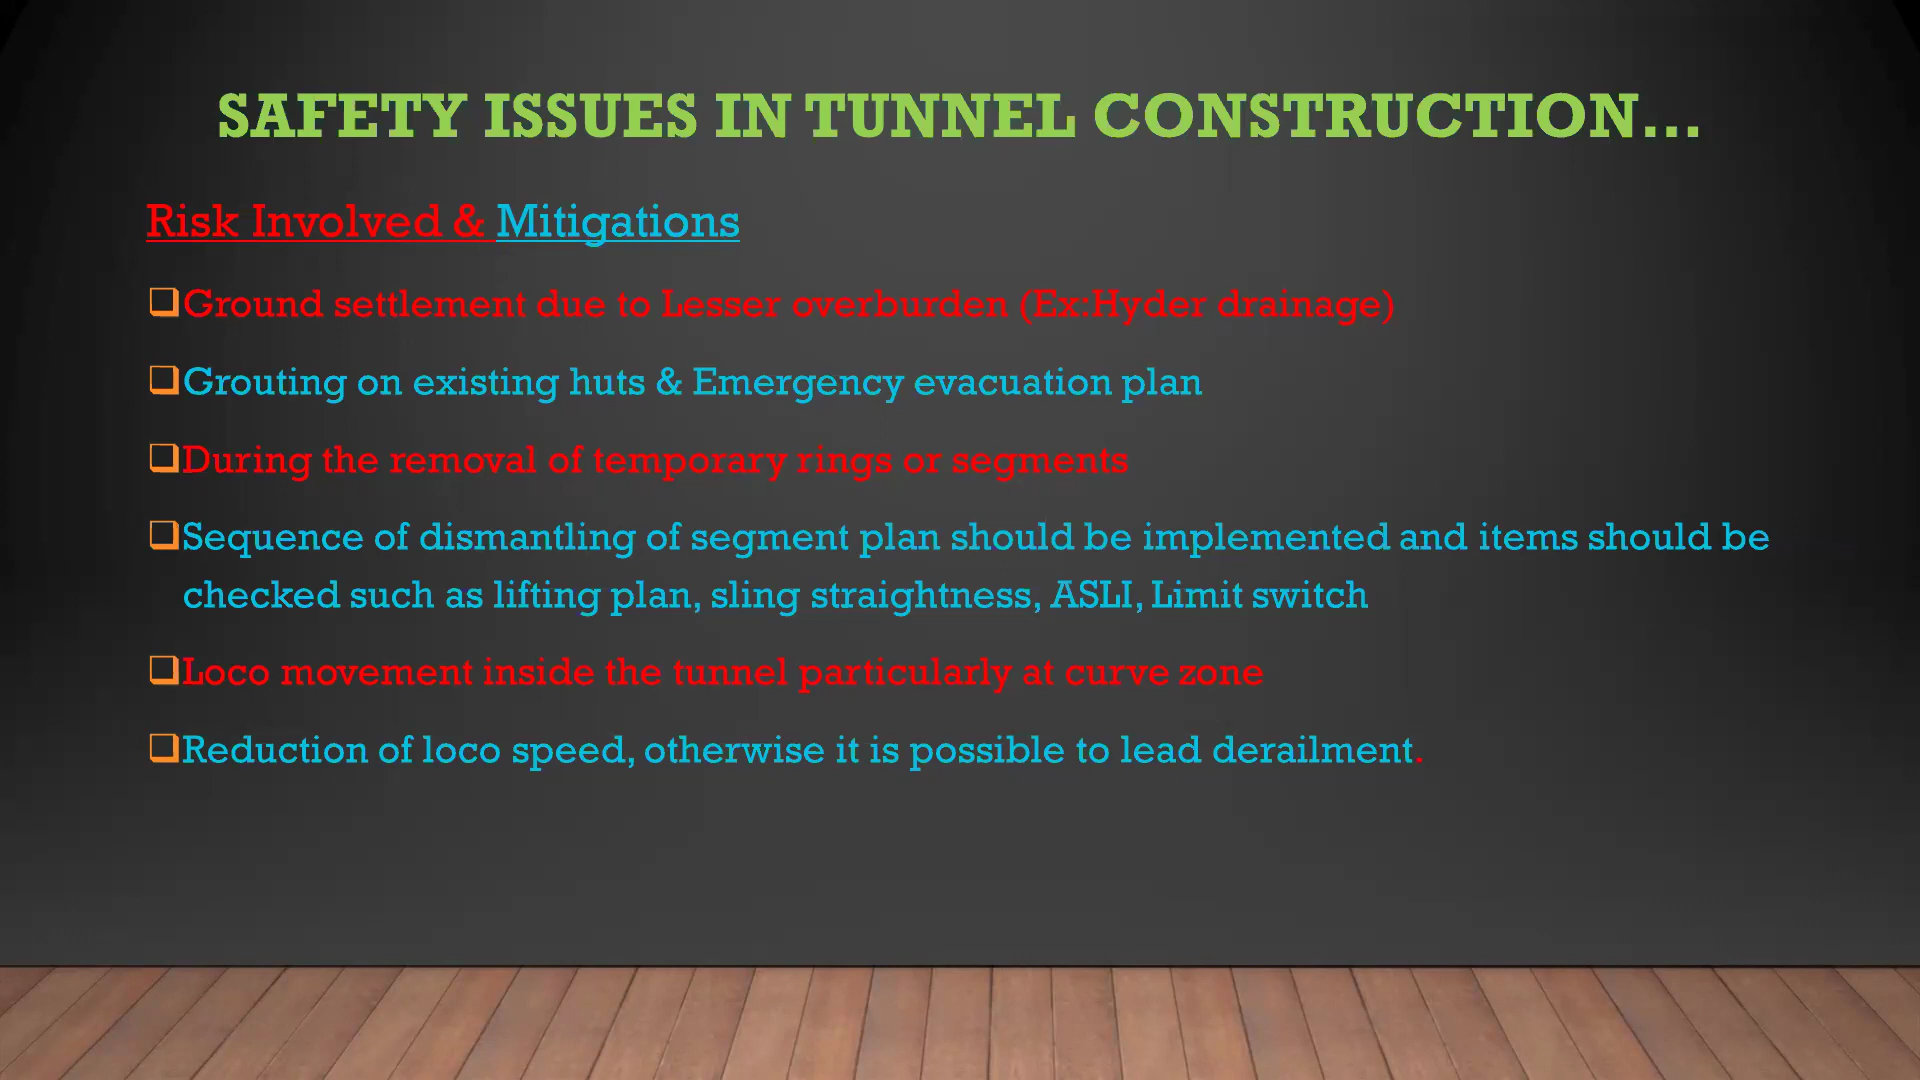 SAFETY ISSUES IN TUNNEL CONSTRUCTION...
Risk Involved & Mitigations
❑Ground settlement due to Lesser overburden (Ex:Hyder drainage)
❑Grouting on existing huts & Emergency evacuation plan
❑During the removal of temporary rings or segments
❑Sequence of dismantling of segment plan should be implemented and items should be
checked such as lifting plan, sling straightness, ASLI, Limit switch
❑Loco movement inside the tunnel particularly at curve zone
❑Reduction of loco speed, otherwise it is possible to lead derailment.